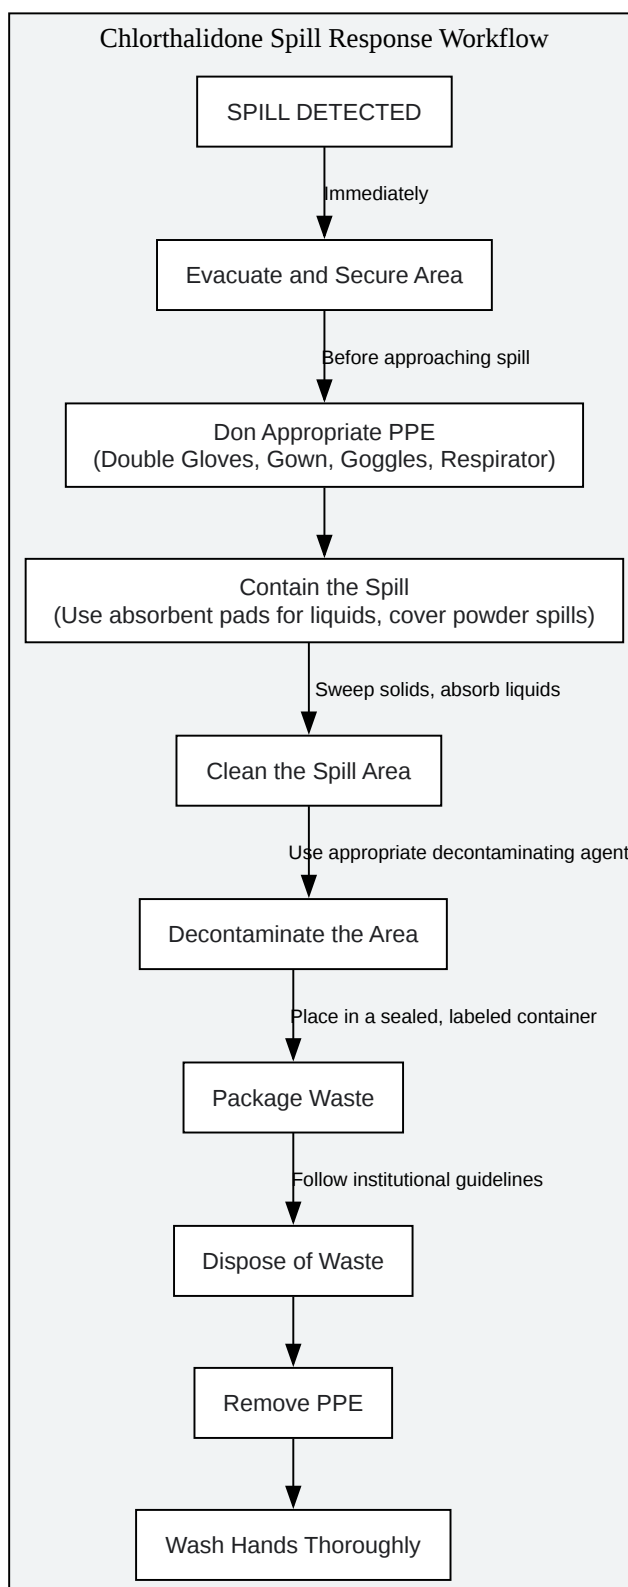 Chlorthalidone Spill Response Workflow
SPILL DETECTED
Immediately
Evacuate and Secure Area
Before approaching spill
Don Appropriate PPE
(Double Gloves, Gown, Goggles, Respirator)
Contain the Spill
(Use absorbent pads for liquids, cover powder spills)
Sweep solids, absorb liquids
Clean the Spill Area
Use appropriate decontaminating agent
Decontaminate the Area
Place in a sealed, labeled container
Package Waste
Follow institutional guidelines
Dispose of Waste
Remove PPE
Wash Hands Thoroughly